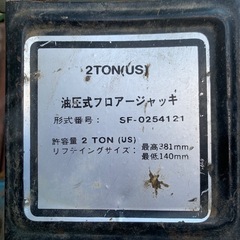 2TON(US)
油圧式フロアージャッキ
形式番号: SF-0254121
許容量 2 TON (US)
リフティングサイズ: 最高381mm
最低140mm